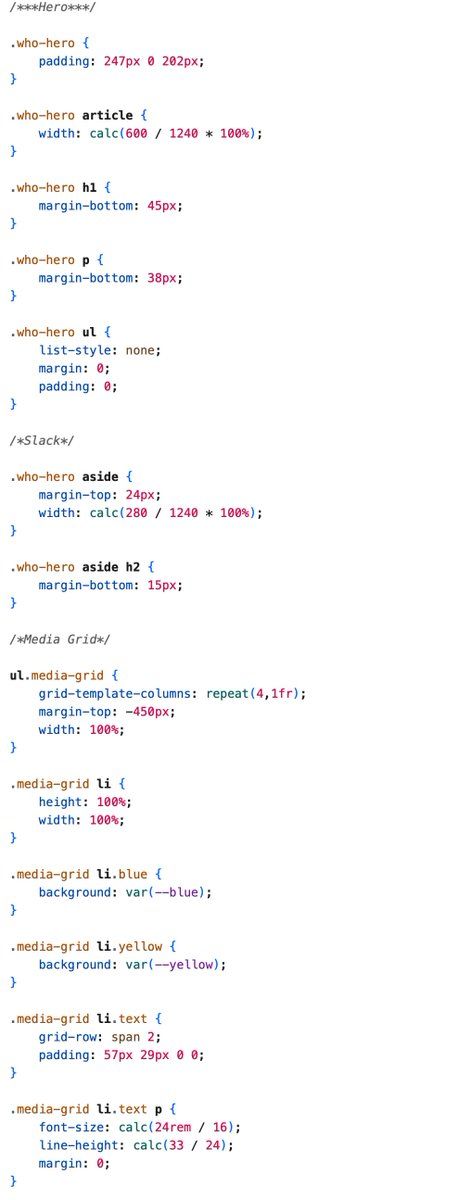 /***Hero***/
.who-hero {
    padding: 247px 0 202px;
}
.who-hero article {
    width: calc(600 / 1240 * 100%);
}
.who-hero h1 {
    margin-bottom: 45px;
}
.who-hero p {
    margin-bottom: 38px;
}
.who-hero ul {
    list-style: none;
    margin: 0;
    padding: 0;
}
/*Slack*/
.who-hero aside {
    margin-top: 24px;
    width: calc(280 / 1240 * 100%);
}
.who-hero aside h2 {
    margin-bottom: 15px;
}
/*Media Grid*/
ul.media-grid {
    grid-template-columns: repeat(4,1fr);
    margin-top: -450px;
    width: 100%;
}
.media-grid li {
    height: 100%;
    width: 100%;
}
.media-grid li.blue {
    background: var(--blue);
}
.media-grid li.yellow {
    background: var(--yellow);
}
.media-grid li.text {
    grid-row: span 2;
    padding: 57px 29px 0 0;
}
.media-grid li.text p {
    font-size: calc(24rem / 16);
    line-height: calc(33 / 24);
    margin: 0;
}